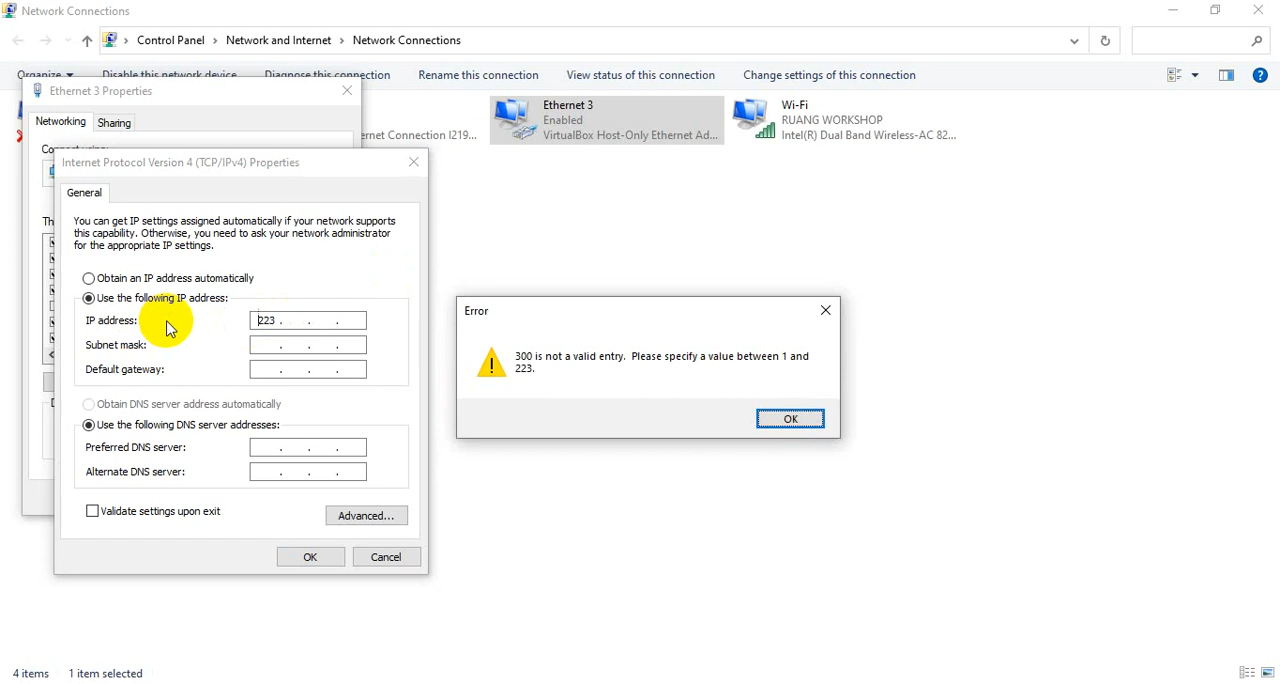 Network Connections
Control Panel > Network and Internet > Network Connections
Organize Disable this network device Diagnose this connection Rename this connection View status of this connection Change settings of this connection
Ethernet 3 Properties
Networking Sharing
Ethernet 3
Enabled
VirtualBox Host-Only Ethernet Ad...
Wi-Fi
RUANG WORKSHOP
Intel(R) Dual Band Wireless-AC 82...
ernet Connection I219...
Internet Protocol Version 4 (TCP/IPv4) Properties
General
You can get IP settings assigned automatically if your network supports
this capability. Otherwise, you need to ask your network administrator
for the appropriate IP settings.
Obtain an IP address automatically
Use the following IP address:
IP address: 223 . . .
Subnet mask: . . .
Default gateway: . . .
Obtain DNS server address automatically
Use the following DNS server addresses:
Preferred DNS server: . . .
Alternate DNS server: . . .
Validate settings upon exit
Advanced...
OK Cancel
Error
300 is not a valid entry. Please specify a value between 1 and
223.
OK
4 items 1 item selected